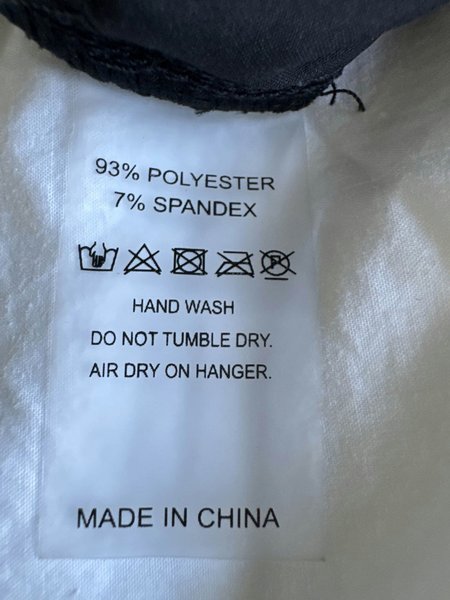 93% POLYESTER
7% SPANDEX
HAND WASH
DO NOT TUMBLE DRY.
AIR DRY ON HANGER.
MADE IN CHINA